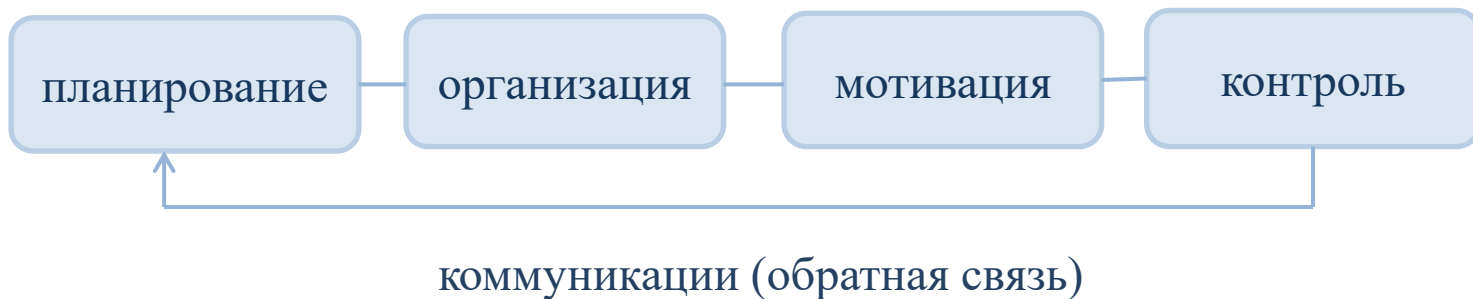 планирование
организация
мотивация
контроль
коммуникации (обратная связь)